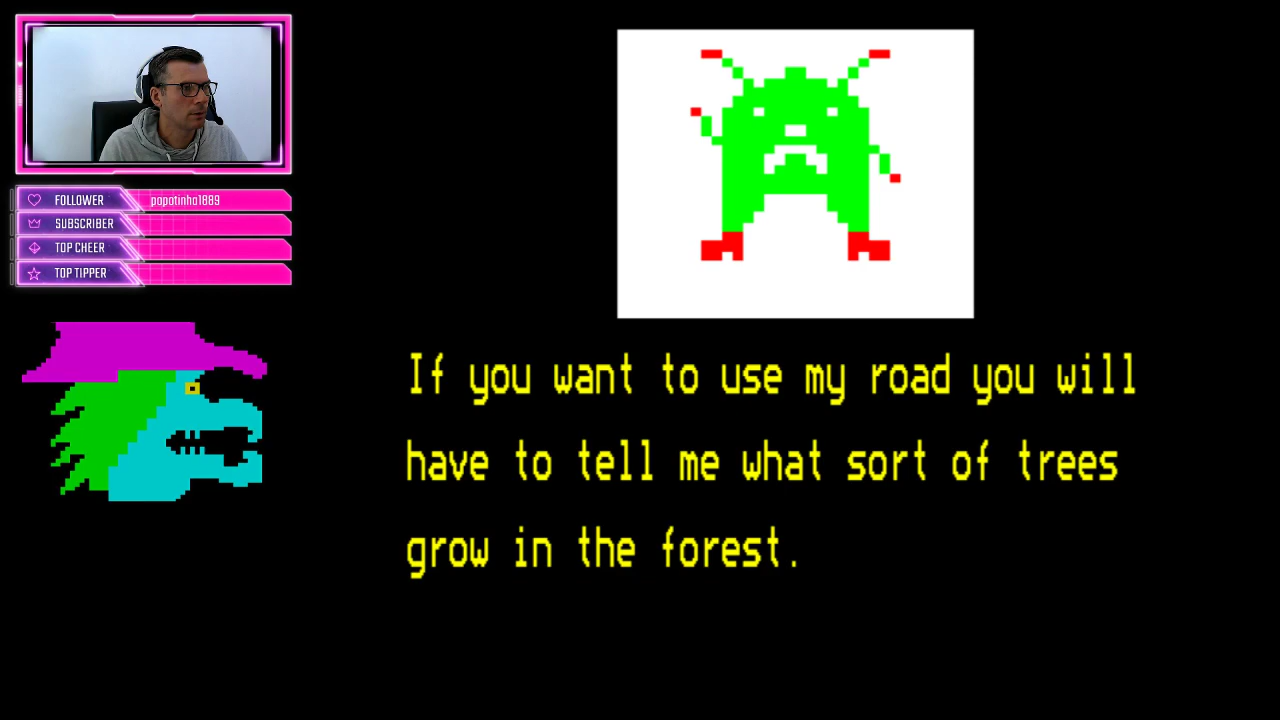 FOLLOWER papatinha1889
SUBSCRIBER
TOP CHEER
TOP TIPPER
If you want to use my road you will
have to tell me what sort of trees
grow in the forest.